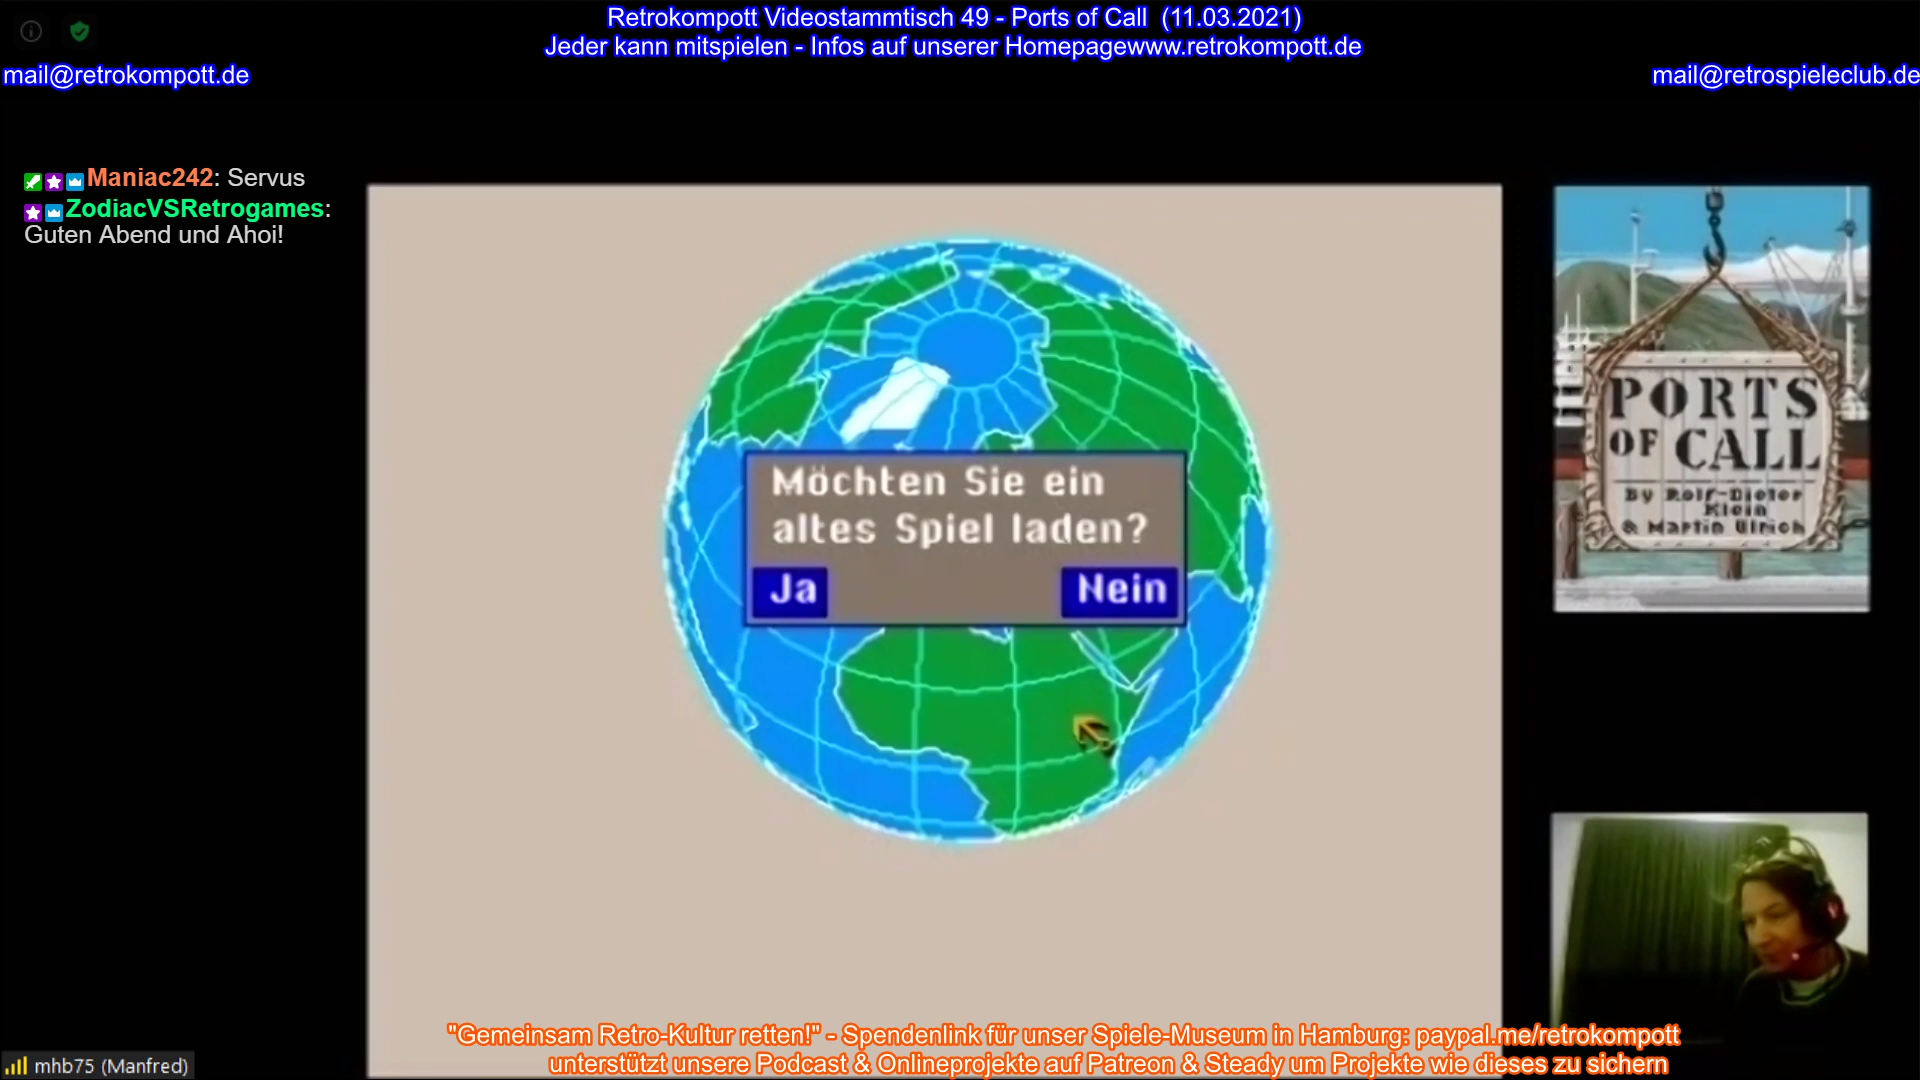 Retrokompott Videostammtisch 49 - Ports of Call (11.03.2021)
Jeder kann mitspielen - Infos auf unserer Homepagewww.retrokompott.de
mail@retrokompott.de
mail@retrospieleclub.de
Maniac242: Servus
ZodiacVSRetrogames:
Guten Abend und Ahoi!
Möchten Sie ein
altes Spiel laden?
Ja
Nein
PORTS
OF CALL
By Rolf-Dieter
Klein
& Martin Ulrich
"Gemeinsam Retro-Kultur retten!" - Spendenlink für unser Spiele-Museum in Hamburg: paypal.me/retrokompott
unterstützt unsere Podcast & Onlineprojekte auf Patreon & Steady um Projekte wie dieses zu sichern
mhb75 (Manfred)